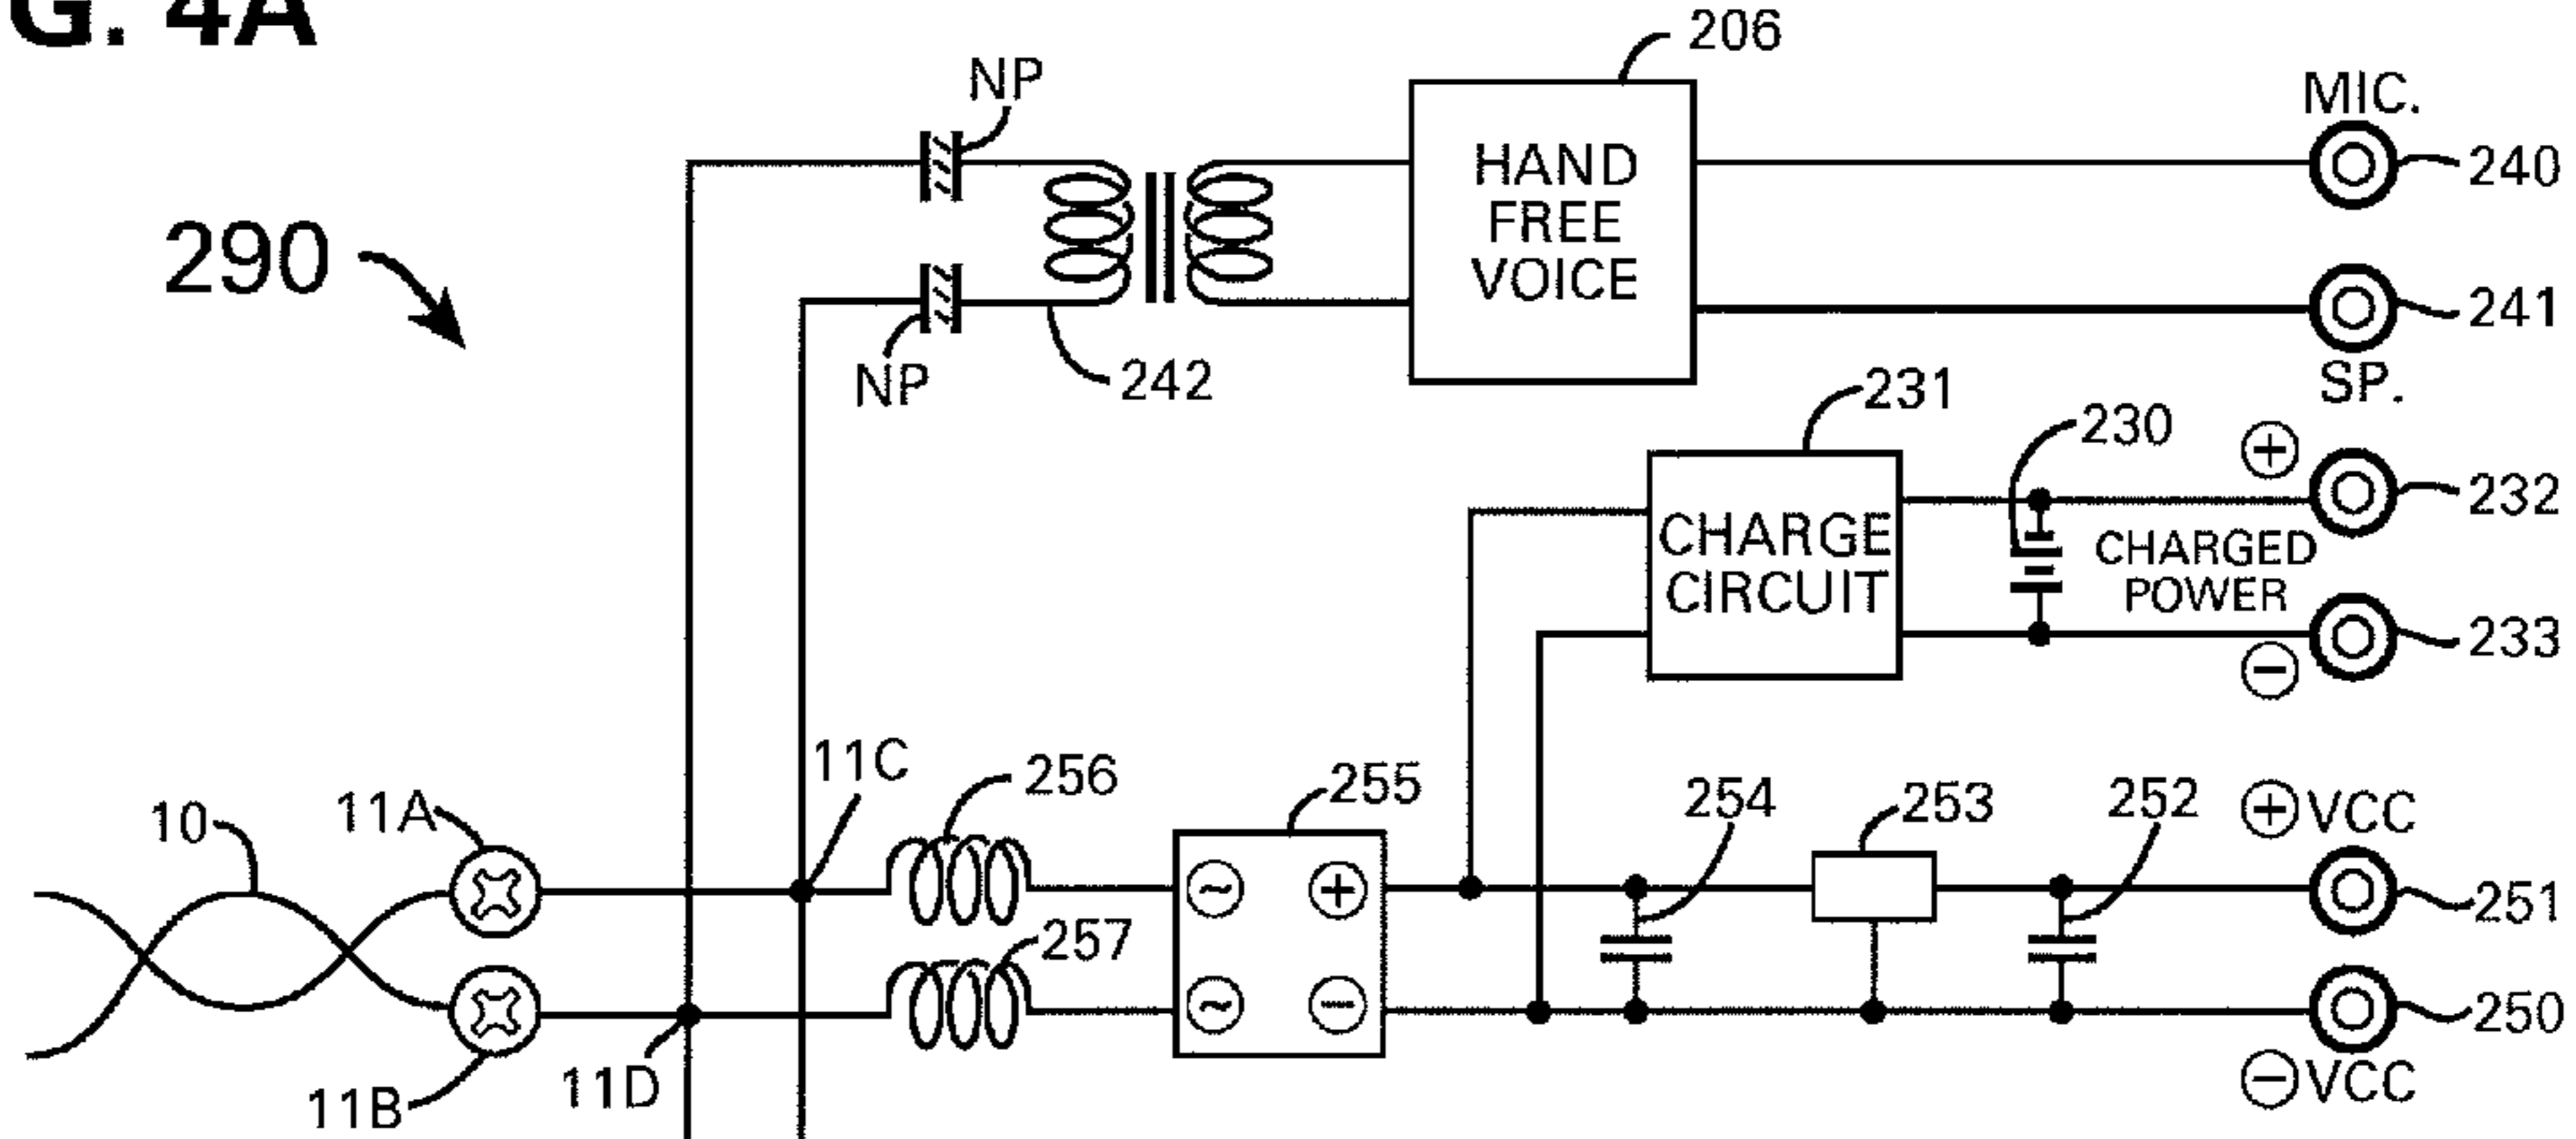 G. 4A
206
NP
MIC.
HAND
FREE
VOICE
240
290
241
NP
242
SP.
231
230
+
232
CHARGE
CIRCUIT
CHARGED
POWER
233
−
11C
256
255
254
253
252
+ VCC
10
11A
~
+
251
257
~
−
250
11B
11D
− VCC